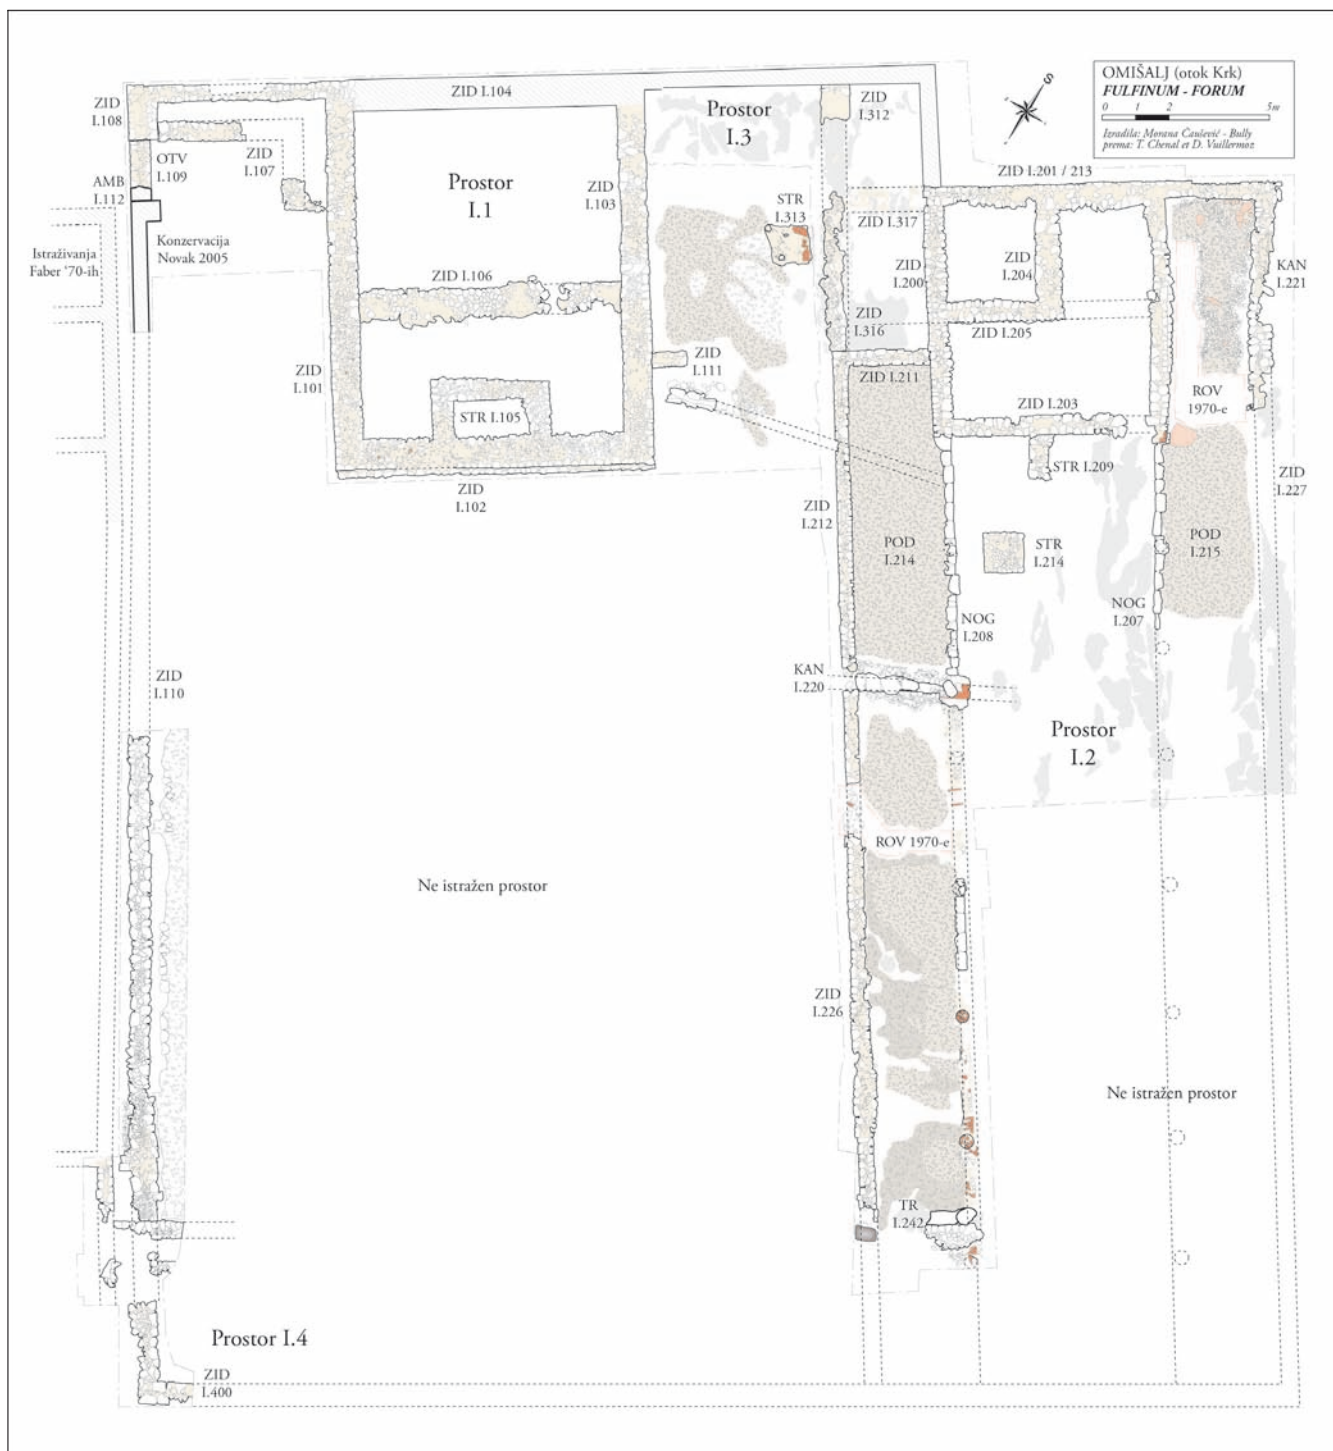 OMIŠALJ (otok Krk)
FULFINUM - FORUM
0 1 2 5m
Izradila: Morana Čaušević - Bully
prema: T. Chenal et D. Vuillermoz
S
ZID I.104
ZID
I.108
OTV
I.109
ZID
I.107
AMB
I.112
Konzervacija
Novak 2005
Istraživanja
Faber '70-ih
Prostor
I.1
ZID
I.103
Prostor
I.3
ZID
I.312
STR
I.313
ZID I.201 / 213
ZID I.317
ZID
I.200
ZID
I.204
KAN
I.221
ZID I.106
ZID
I.316
ZID I.205
ZID
I.111
ZID I.211
ZID
I.101
STR I.105
ZID I.203
ROV
1970-e
STR I.209
ZID
I.227
ZID
I.102
ZID
I.212
POD
I.214
STR
I.214
POD
I.215
NOG
I.208
NOG
I.207
KAN
I.220
ZID
I.110
Prostor
I.2
ROV 1970-e
Ne istražen prostor
ZID
I.226
Ne istražen prostor
TR
I.242
Prostor I.4
ZID
I.400